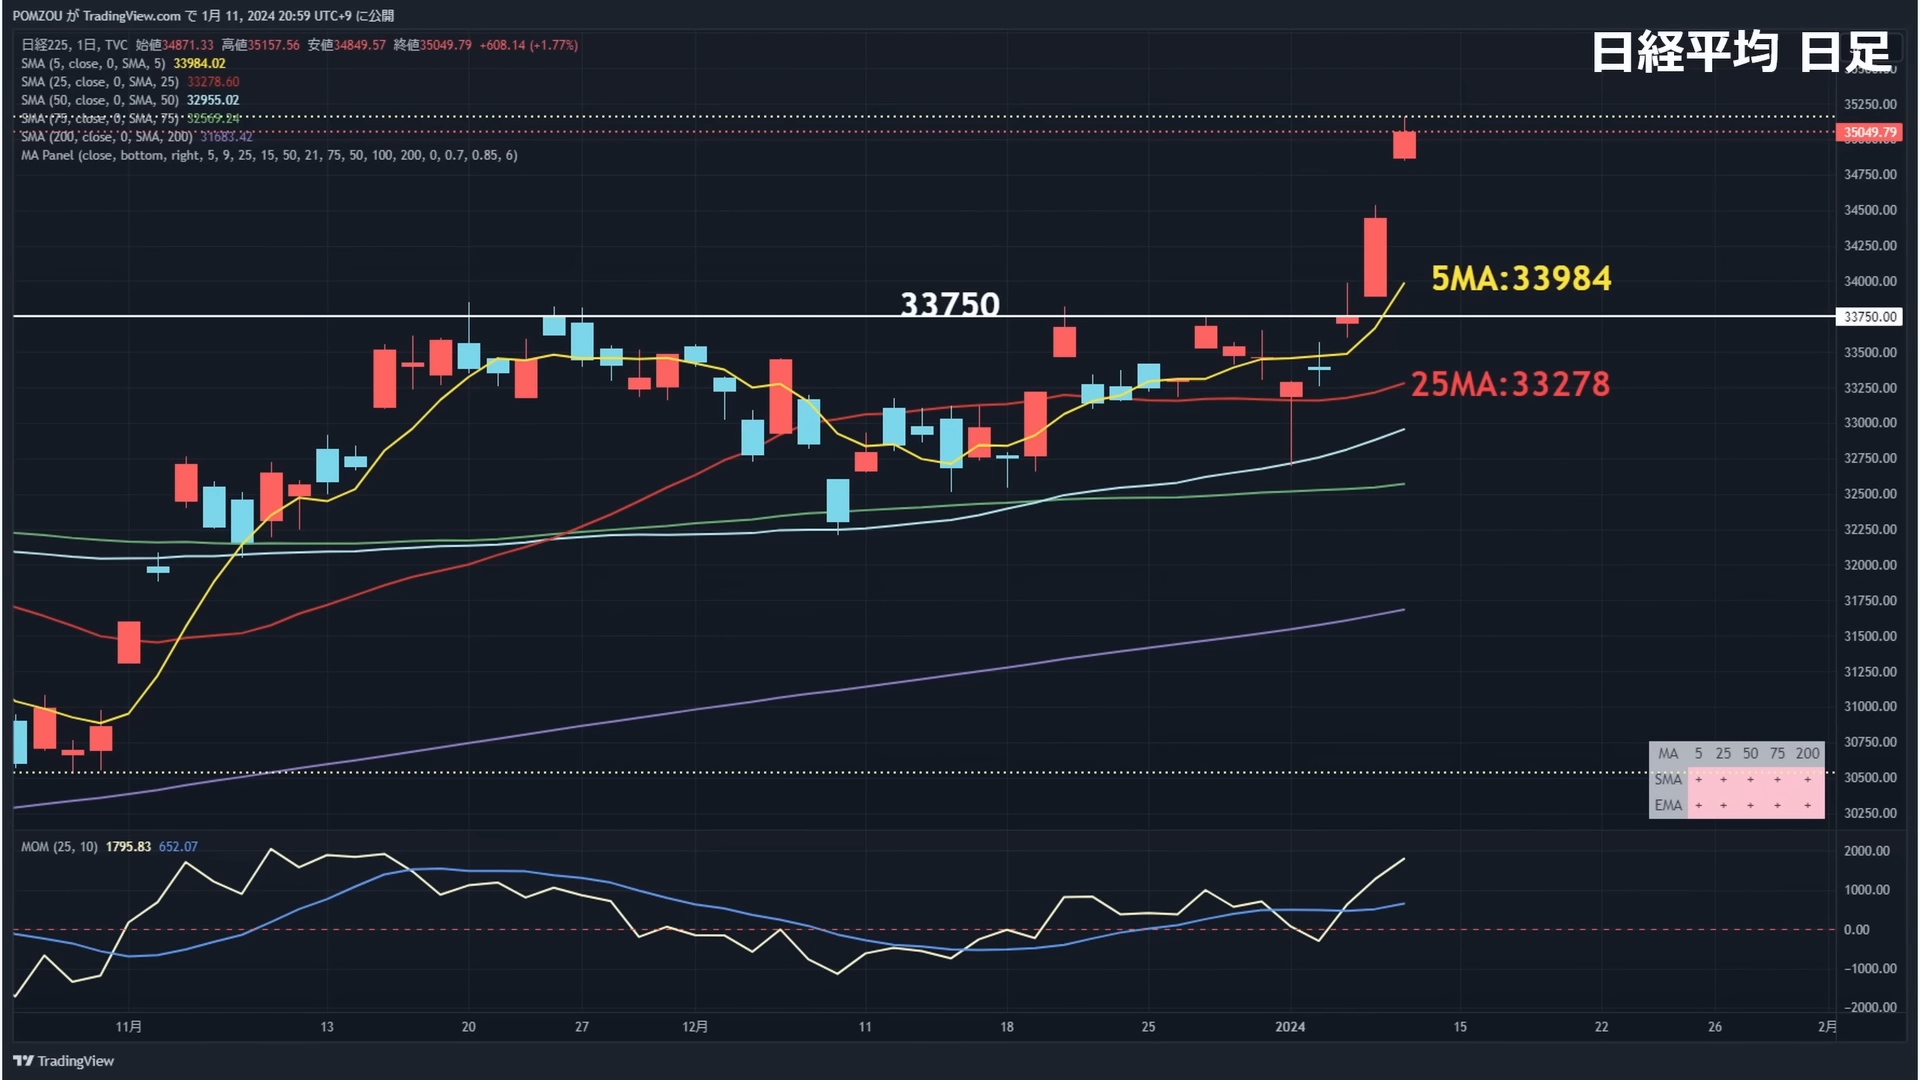 POMZOU が TradingView.com で 1月 11, 2024 20:59 UTC+9 に公開
日経225, 1日, TVC 始値34871.33 高値35157.56 安値34849.57 終値35049.79 +608.14 (+1.77%)
SMA (5, close, 0, SMA, 5) 33984.02
SMA (25, close, 0, SMA, 25) 33278.60
SMA (50, close, 0, SMA, 50) 32955.02
SMA (75, close, 0, SMA, 75) 32569.24
SMA (200, close, 0, SMA, 200) 31683.42
MA Panel (close, bottom, right, 5, 9, 25, 15, 50, 21, 75, 50, 100, 200, 0, 0.7, 0.85, 6)
日経平均 日足
35250.00
35049.79
34750.00
34500.00
34250.00
5MA:33984
34000.00
33750
33750.00
33500.00
25MA:33278
33250.00
33000.00
32750.00
32500.00
32250.00
32000.00
31750.00
31500.00
31250.00
31000.00
30750.00
30500.00
30250.00
MA 5 25 50 75 200
SMA + + + + +
EMA + + + + +
MOM (25, 10) 1795.83 652.07
2000.00
1000.00
0.00
−1000.00
−2000.00
11月 13 20 27 12月 11 18 25 2024 15 22 26 2月
TradingView